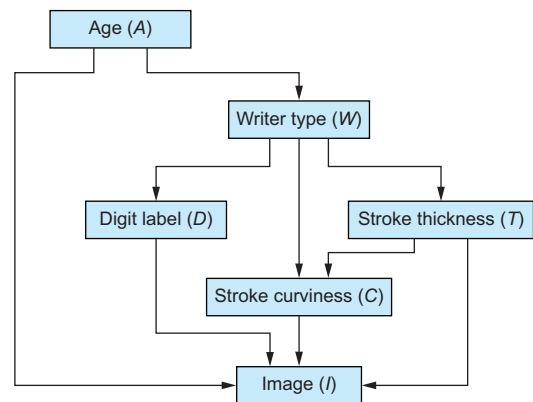 Age (A)
Writer type (W)
Digit label (D)
Stroke thickness (T)
Stroke curviness (C)
Image (I)